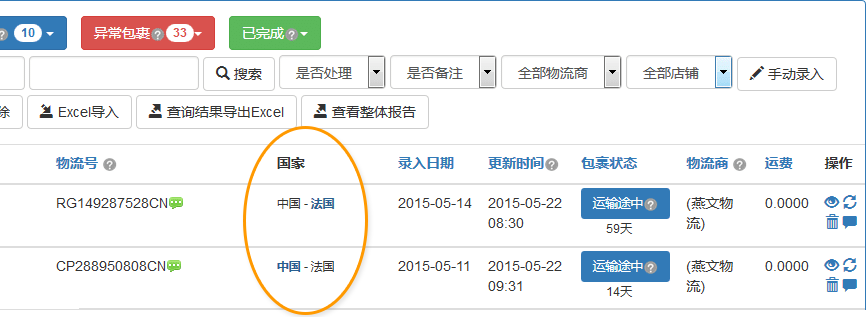 10 异常包裹 33 已完成
搜索 是否处理 是否备注 全部物流商 全部店铺 手动录入
除 Excel导入 查询结果导出Excel 查看整体报告
物流号 国家 录入日期 更新时间 包裹状态 物流商 运费 操作
RG149287528CN 中国 - 法国 2015-05-14 2015-05-22 运输途中 (燕文物 0.0000
08:30 59天 流)
CP288950808CN 中国 - 法国 2015-05-11 2015-05-22 运输途中 (燕文物 0.0000
09:31 14天 流)